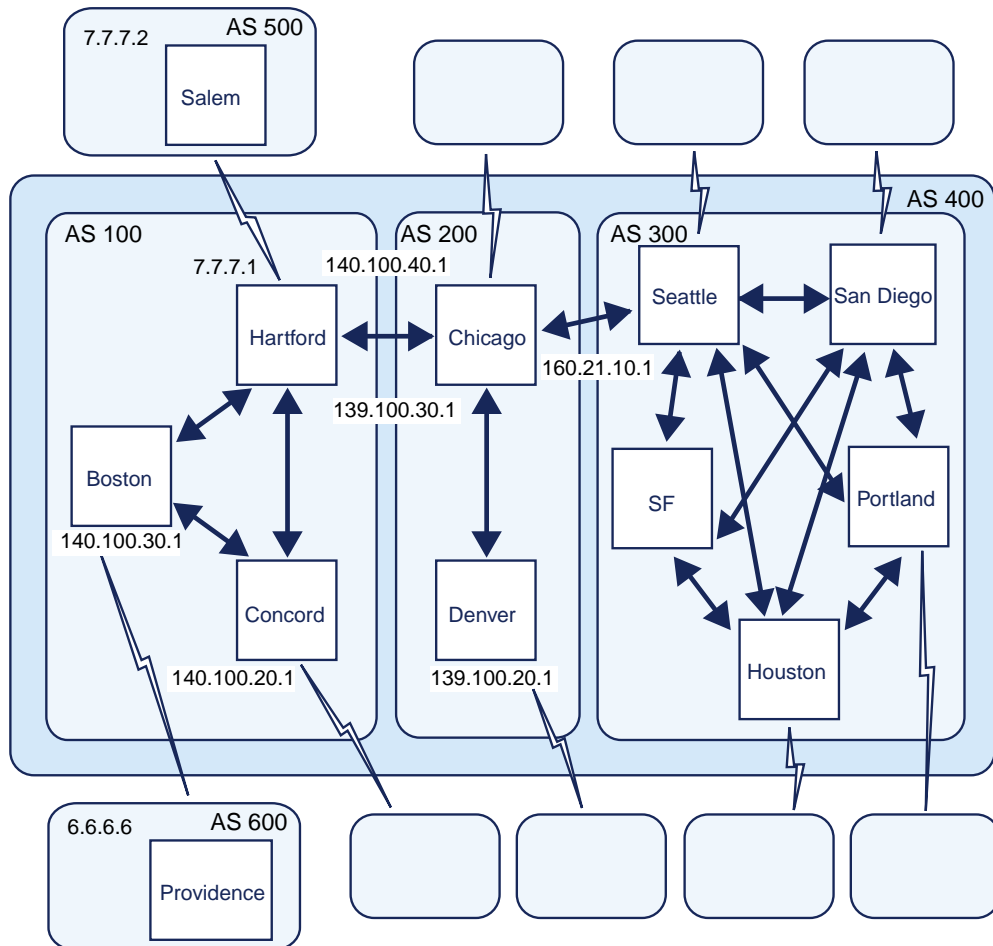 7.7.7.2
AS 500
Salem
AS 400
AS 100
AS 200
AS 300
7.7.7.1
140.100.40.1
Hartford
Chicago
Seattle
San Diego
160.21.10.1
139.100.30.1
Boston
SF
Portland
140.100.30.1
Concord
Denver
Houston
140.100.20.1
139.100.20.1
6.6.6.6
AS 600
Providence